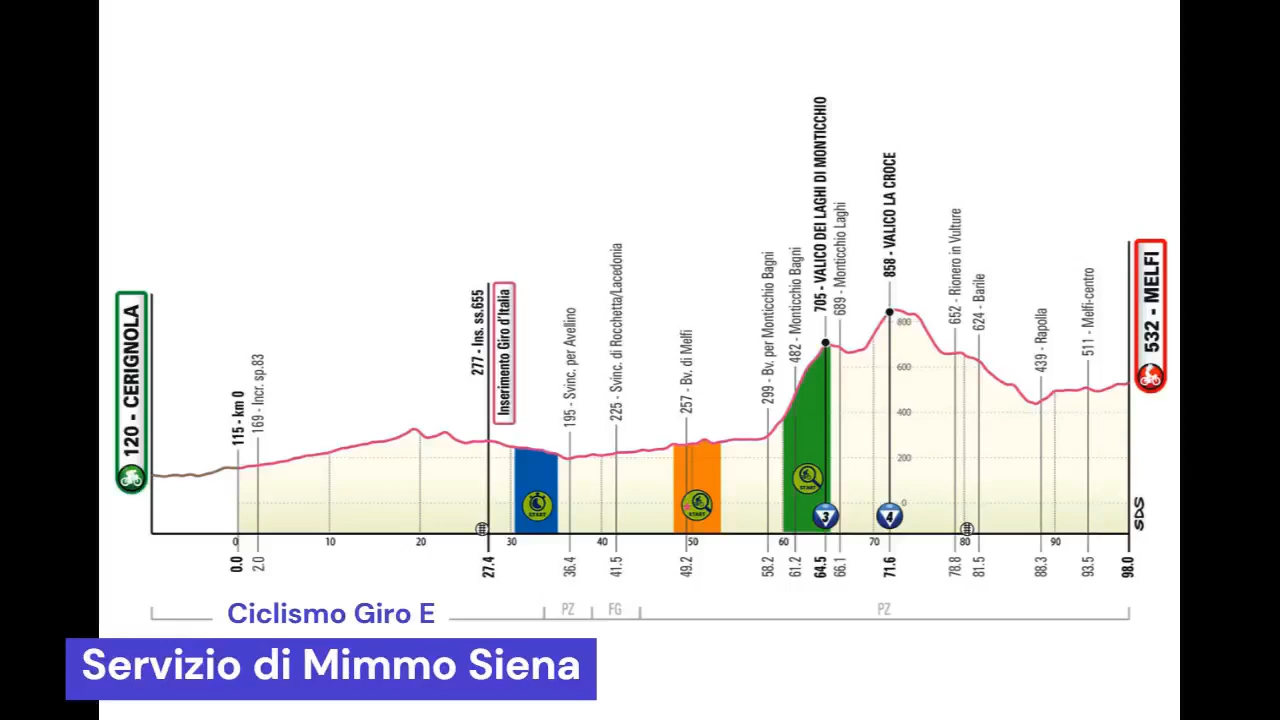 120 - CERIGNOLA
115 - km 0
169 - Incr. sp.83
277 - Ins. ss.655
Inserimento Giro d'Italia
195 - Svinc. per Avellino
225 - Svinc. di Rocchetta/Lacedonia
257 - Bv. di Melfi
299 - Bv. per Monticchio Bagni
482 - Monticchio Bagni
705 - VALICO DEI LAGHI DI MONTICCHIO
689 - Monticchio Laghi
858 - VALICO LA CROCE
652 - Rionero in Vulture
624 - Barile
439 - Rapolla
511 - Melfi-centro
532 - MELFI
800
600
400
200
0
START
START
START
3
4
SDS
0 10 20 30 40 50 60 70 80 90
0.0 2.0 27.4 36.4 41.5 49.2 58.2 61.2 64.5 66.1 71.6 78.8 81.5 88.3 93.5 98.0
PZ FG PZ
Ciclismo Giro E
Servizio di Mimmo Siena